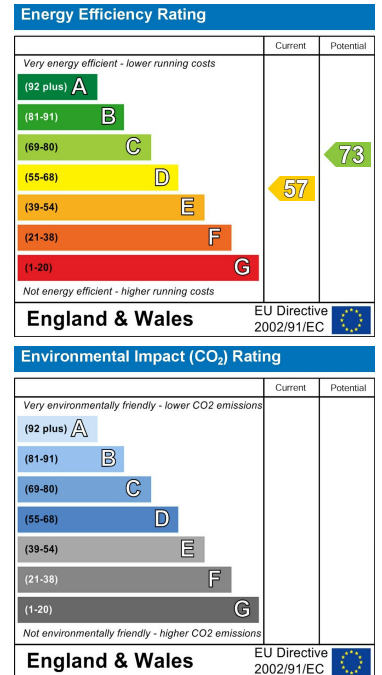 Energy Efficiency Rating
Current Potential
Very energy efficient - lower running costs
(92 plus) A
(81-91) B
(69-80) C
73
(55-68) D
57
(39-54) E
(21-38) F
(1-20) G
Not energy efficient - higher running costs
England & Wales EU Directive
2002/91/EC
Environmental Impact (CO₂) Rating
Current Potential
Very environmentally friendly - lower CO2 emissions
(92 plus) A
(81-91) B
(69-80) C
(55-68) D
(39-54) E
(21-38) F
(1-20) G
Not environmentally friendly - higher CO2 emissions
England & Wales EU Directive
2002/91/EC